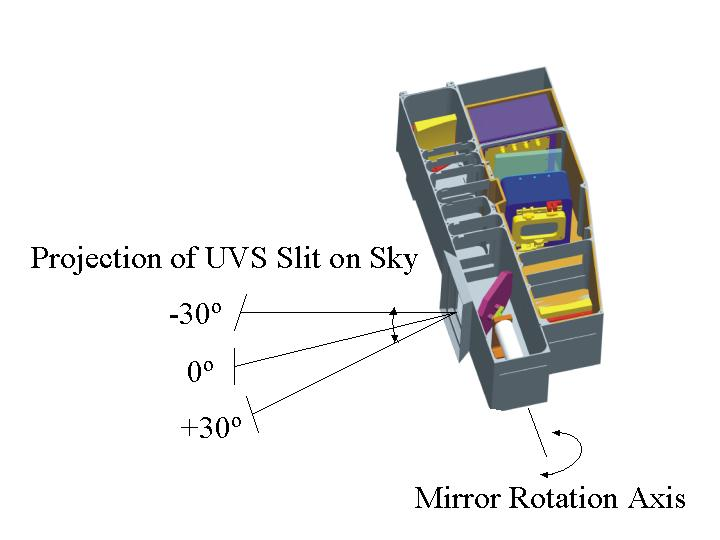 Projection of UVS Slit on Sky
-30º
0º
+30º
Mirror Rotation Axis